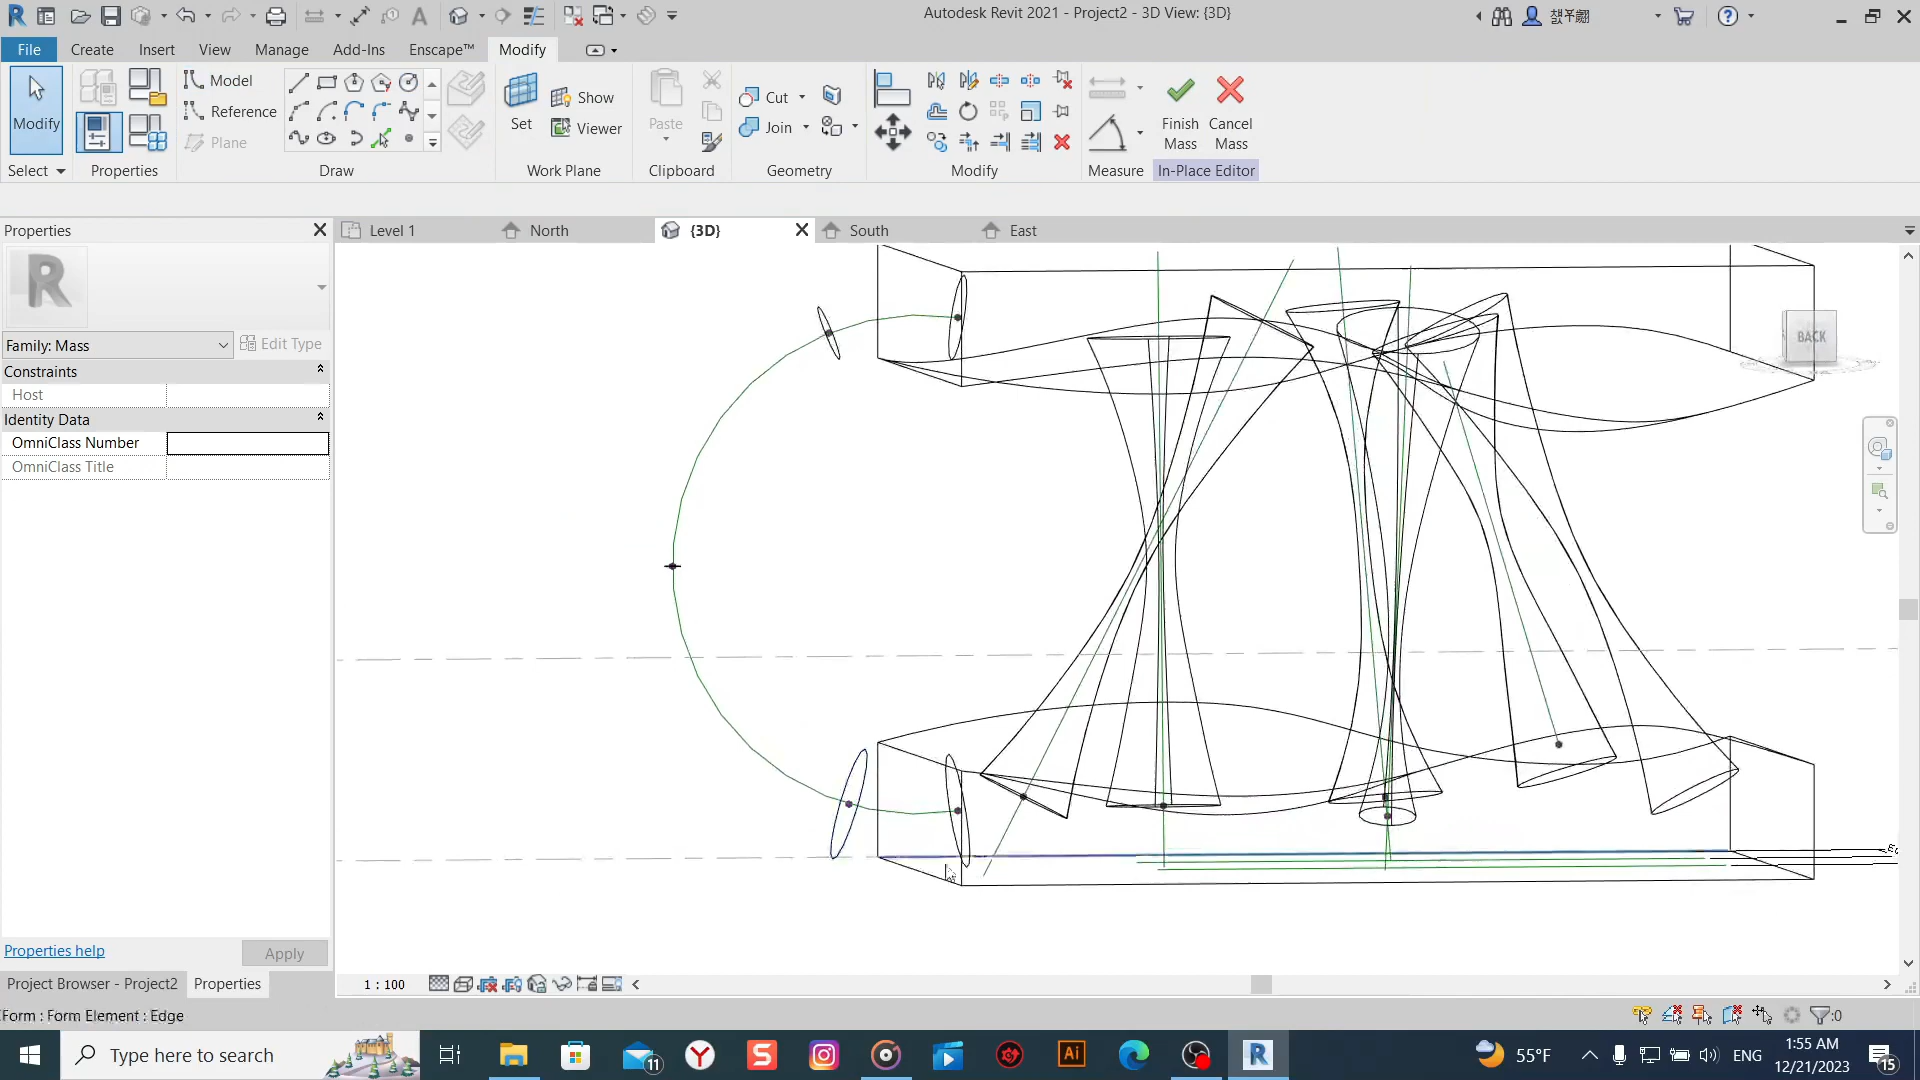 Autodesk Revit 2021 - Project2 - 3D View: {3D}
File Create Insert View Manage Add-Ins Enscape™ Modify
Modify
Select
Properties
Model
Reference
Plane
Draw
Set
Show
Viewer
Work Plane
Paste
Clipboard
Cut
Join
Geometry
Modify
Measure
Finish
Mass
Cancel
Mass
In-Place Editor
Properties
Level 1
North
{3D}
South
East
R
Family: Mass
Edit Type
Constraints
Host
Identity Data
OmniClass Number
OmniClass Title
BACK
Properties help
Apply
Project Browser - Project2
Properties
1 : 100
Form : Form Element : Edge
:0
Type here to search
11
Ai
55°F
ENG
1:55 AM
12/21/2023
15